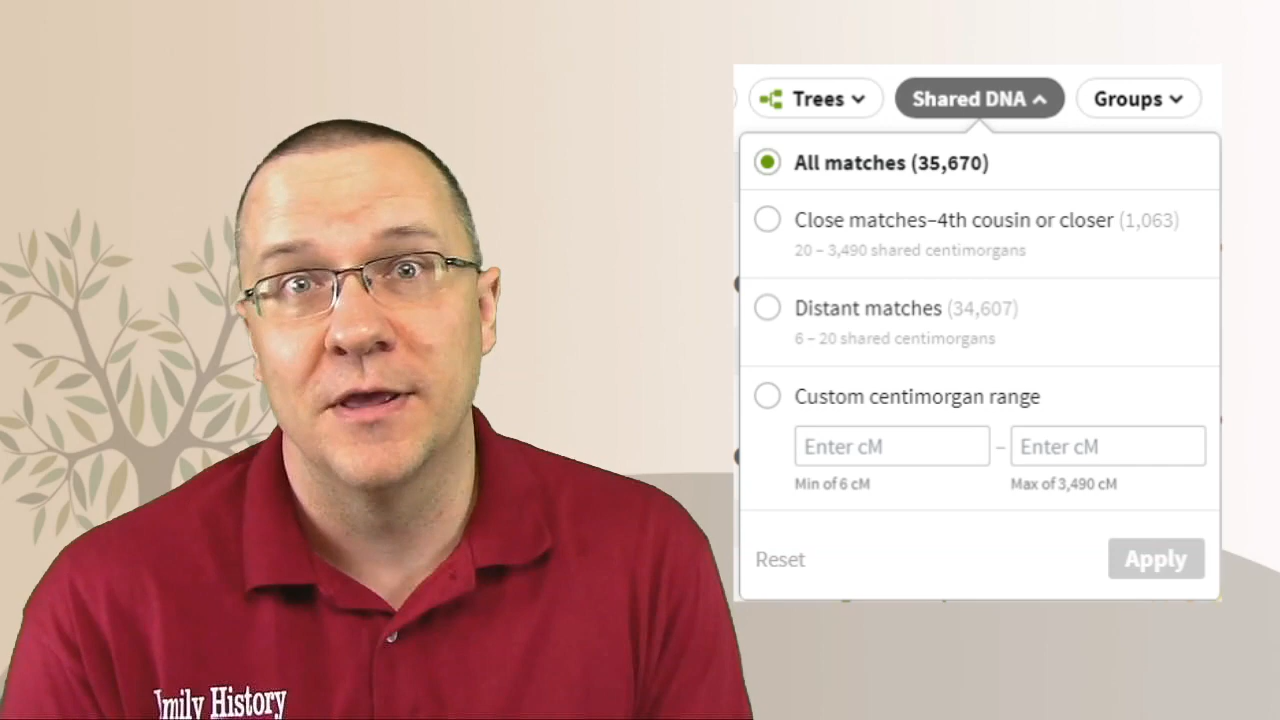 Trees
Shared DNA
Groups
All matches (35,670)
Close matches–4th cousin or closer (1,063)
20 – 3,490 shared centimorgans
Distant matches (34,607)
6 – 20 shared centimorgans
Custom centimorgan range
Enter cM – Enter cM
Min of 6 cM
Max of 3,490 cM
Reset
Apply
History